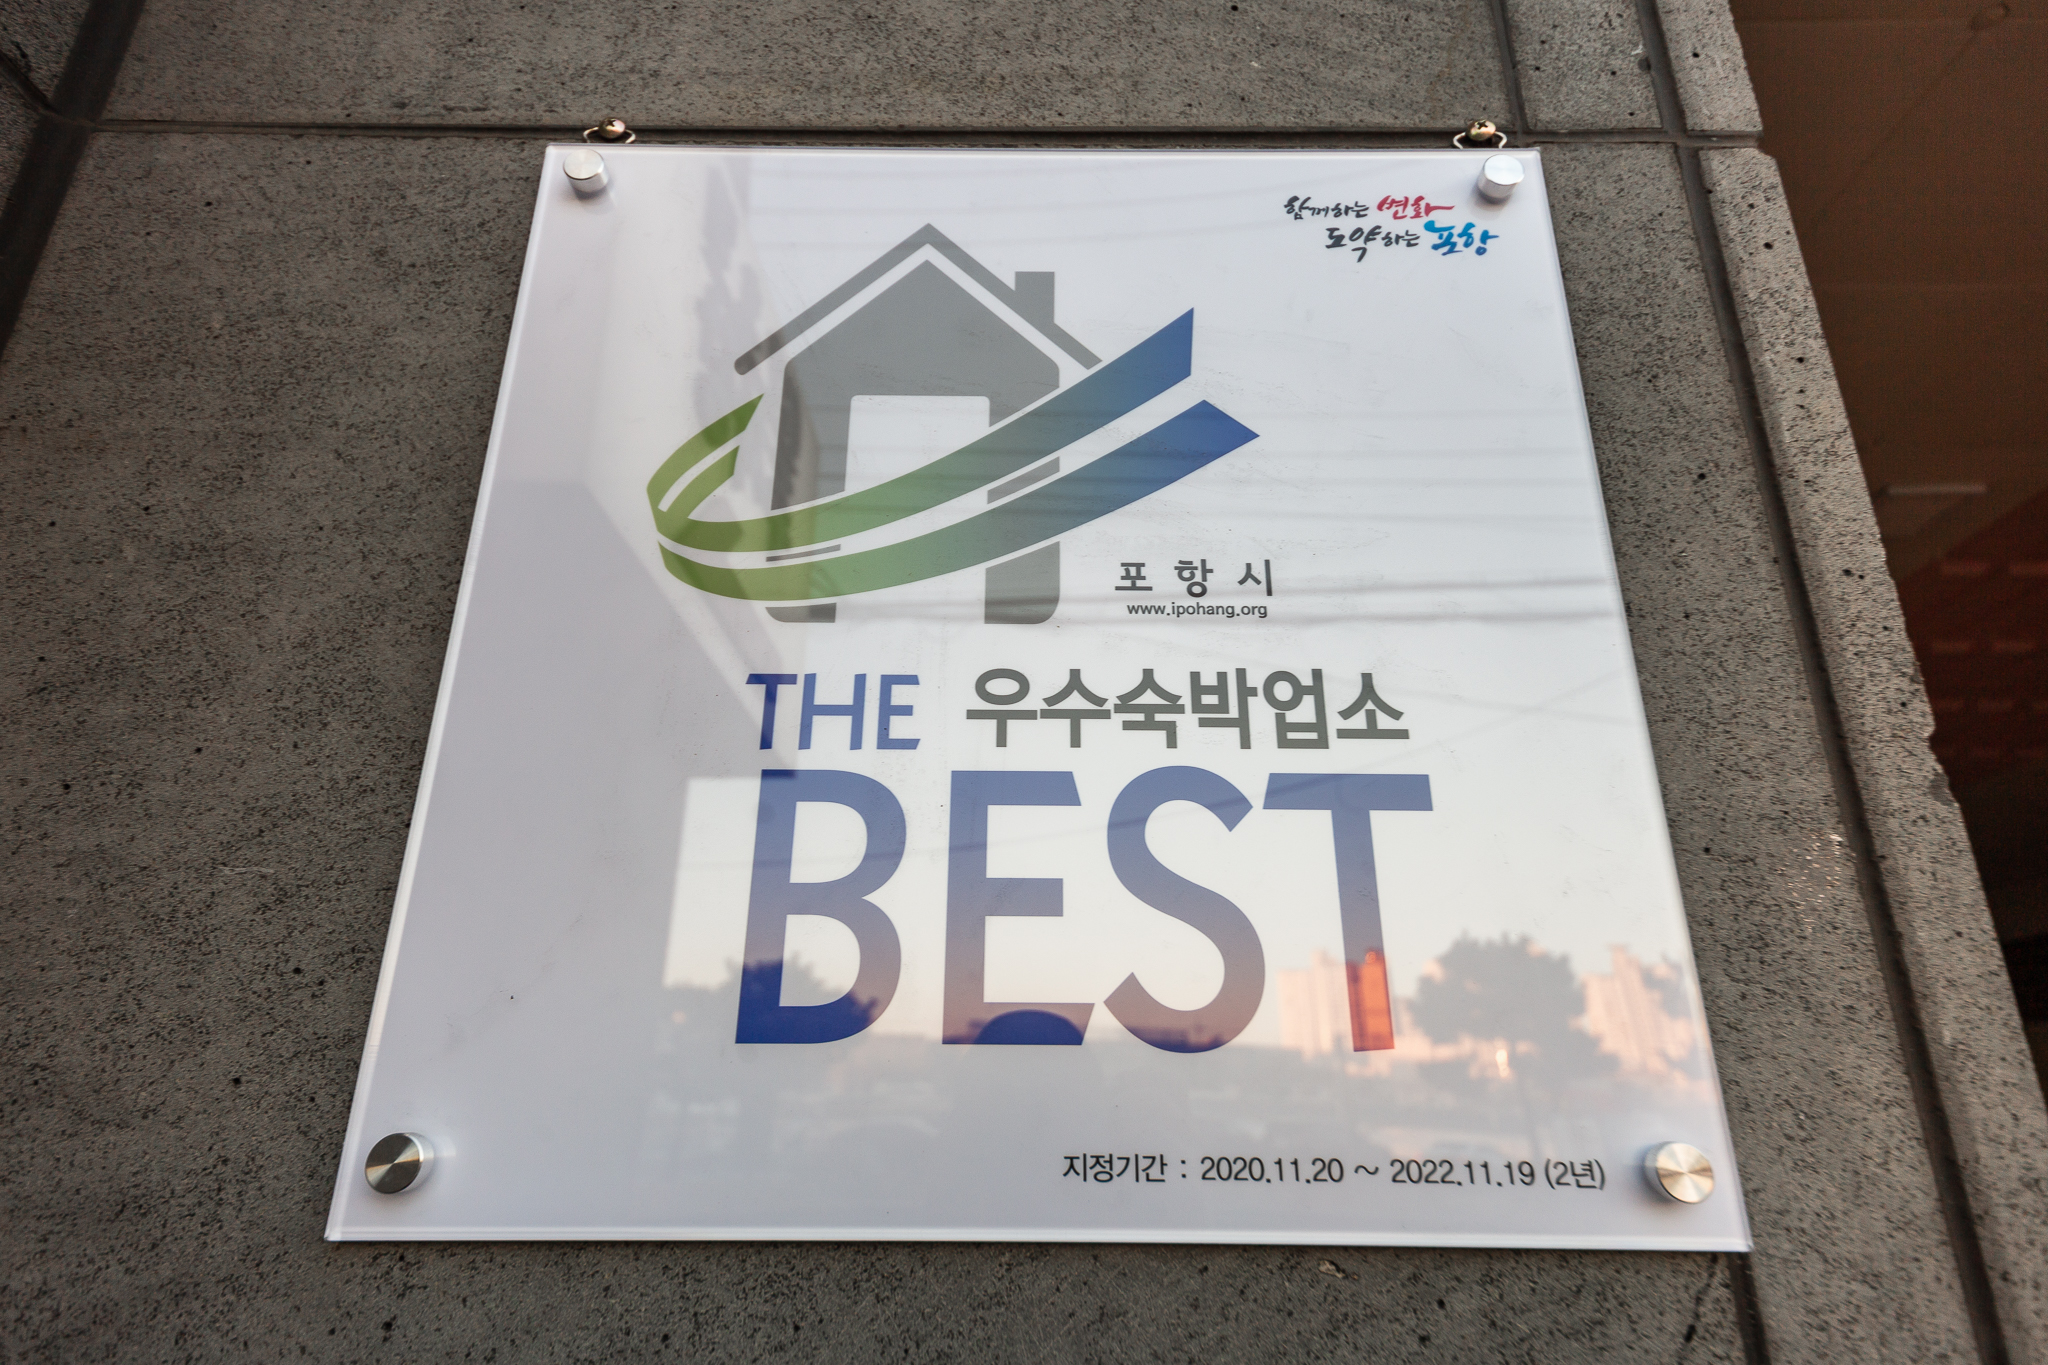 함께하는 변화
도약하는 포항
포항시
www.ipohang.org
THE 우수숙박업소
BEST
지정기간 : 2020.11.20 ~ 2022.11.19 (2년)